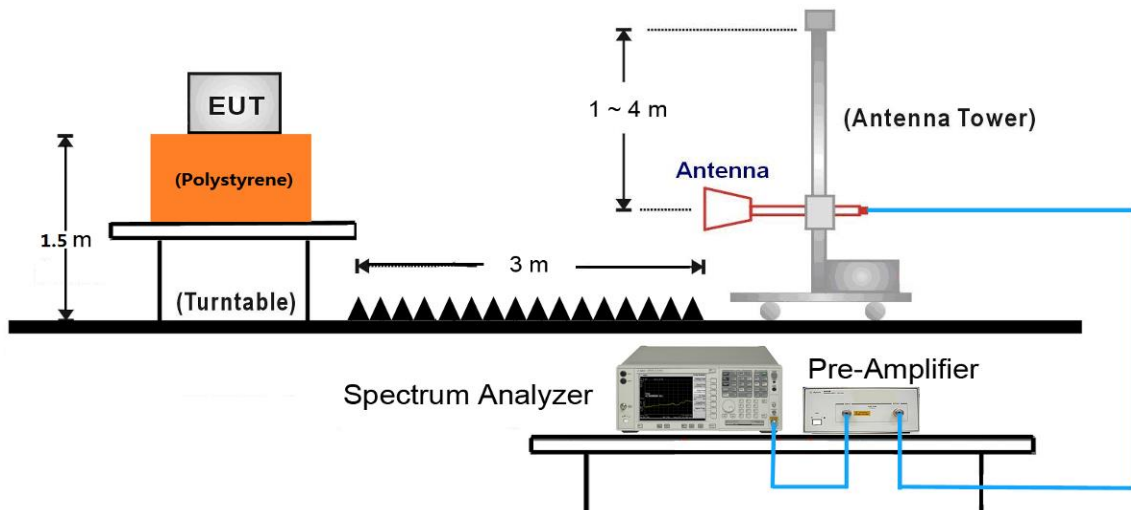 EUT
(Polystyrene)
1.5 m
(Turntable)
3 m
1 ~ 4 m
Antenna
(Antenna Tower)
Spectrum Analyzer
Pre-Amplifier